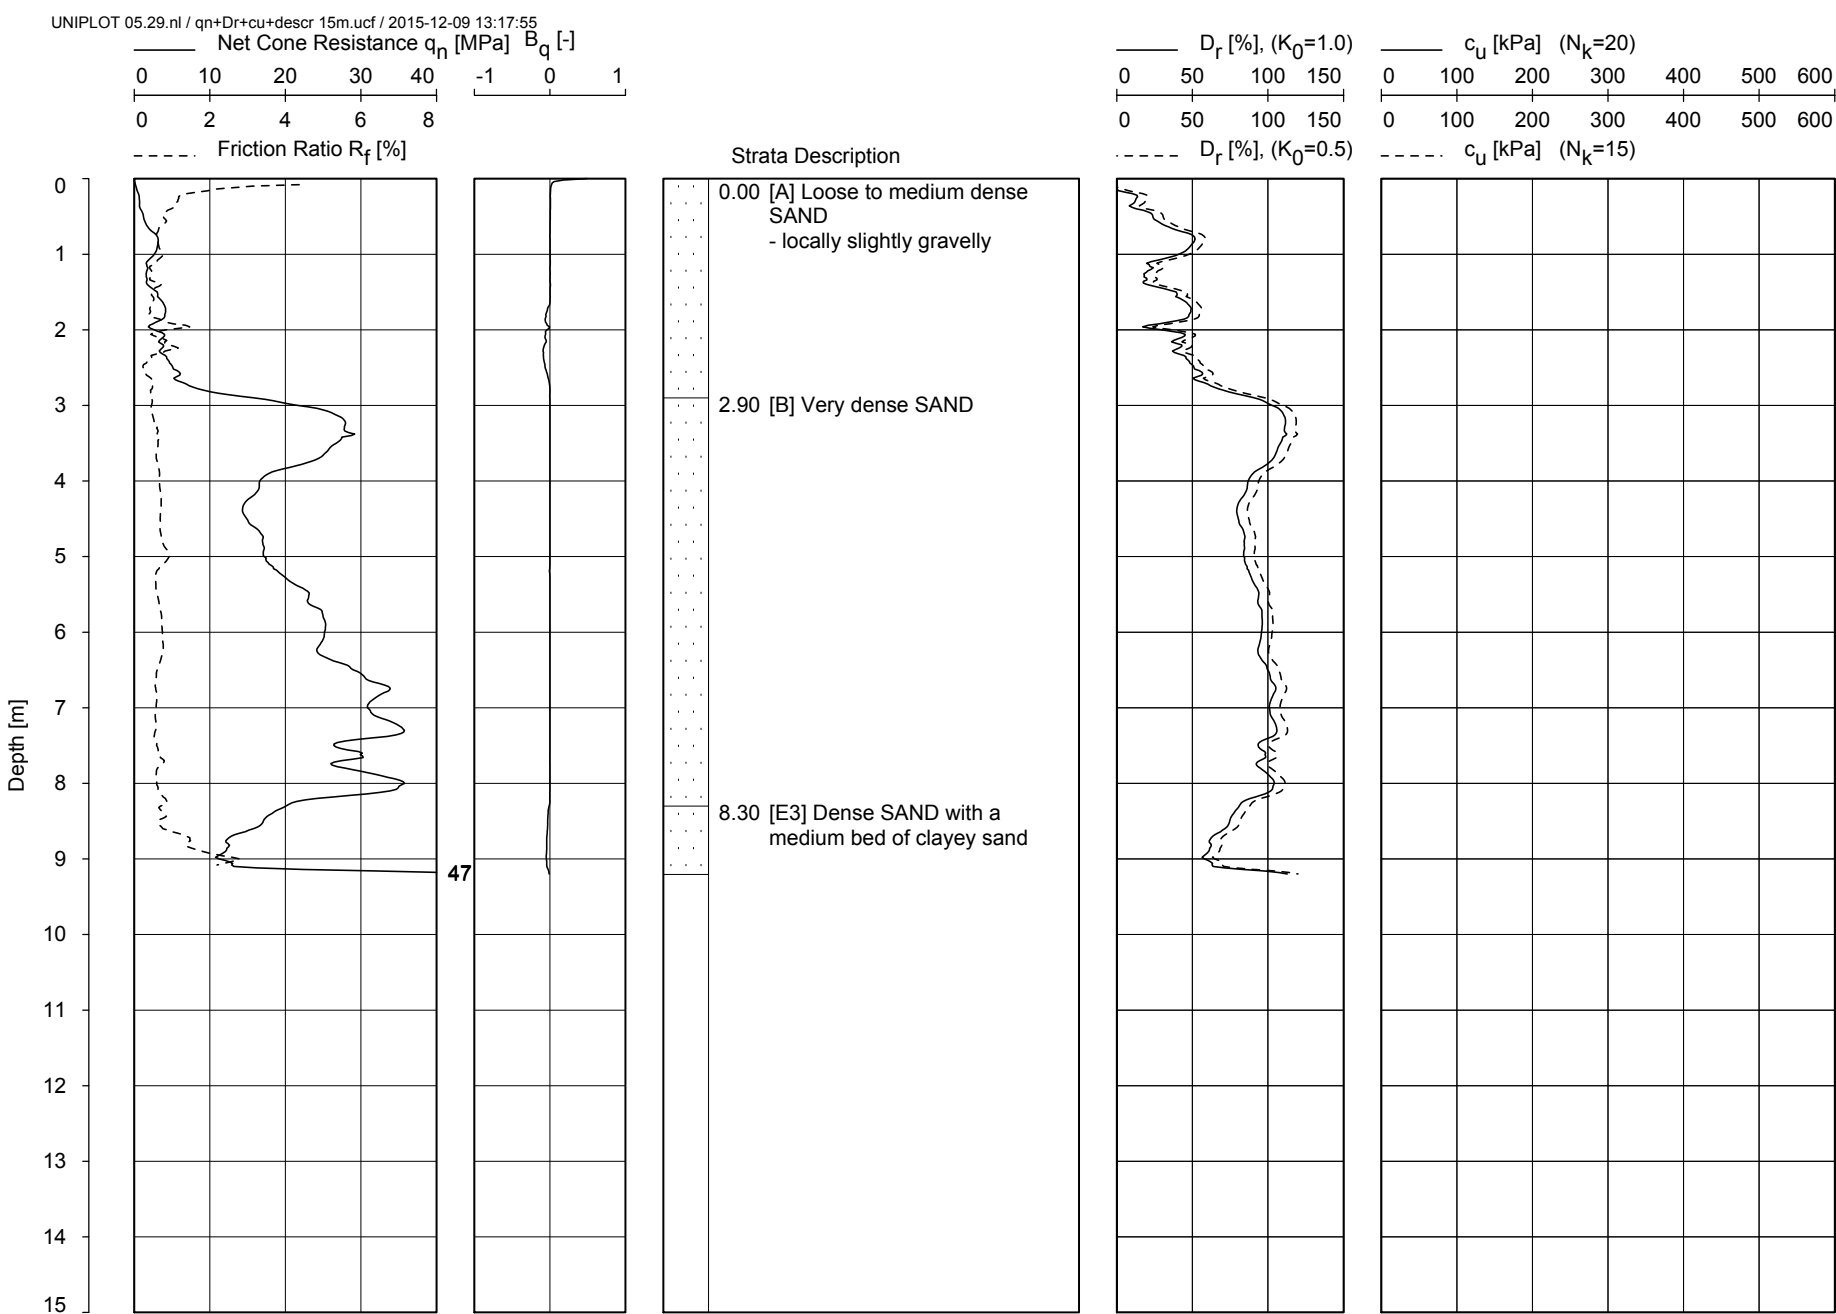 UNIPLOT 05.29.nl / qn+Dr+cu+descr 15m.ucf / 2015-12-09 13:17:55
Net Cone Resistance qn [MPa] Bq [-] Dr [%], (K0=1.0) cu [kPa] (Nk=20)
0 10 20 30 40 -1 0 1 0 50 100 150 0 100 200 300 400 500 600
0 2 4 6 8 0 50 100 150 0 100 200 300 400 500 600
Friction Ratio Rf [%] Strata Description Dr [%], (K0=0.5) cu [kPa] (Nk=15)
0 0.00 [A] Loose to medium dense
SAND
- locally slightly gravelly
1
2
3 2.90 [B] Very dense SAND
4
5
6
7
Depth [m]
8
8.30 [E3] Dense SAND with a
medium bed of clayey sand
9
47
10
11
12
13
14
15